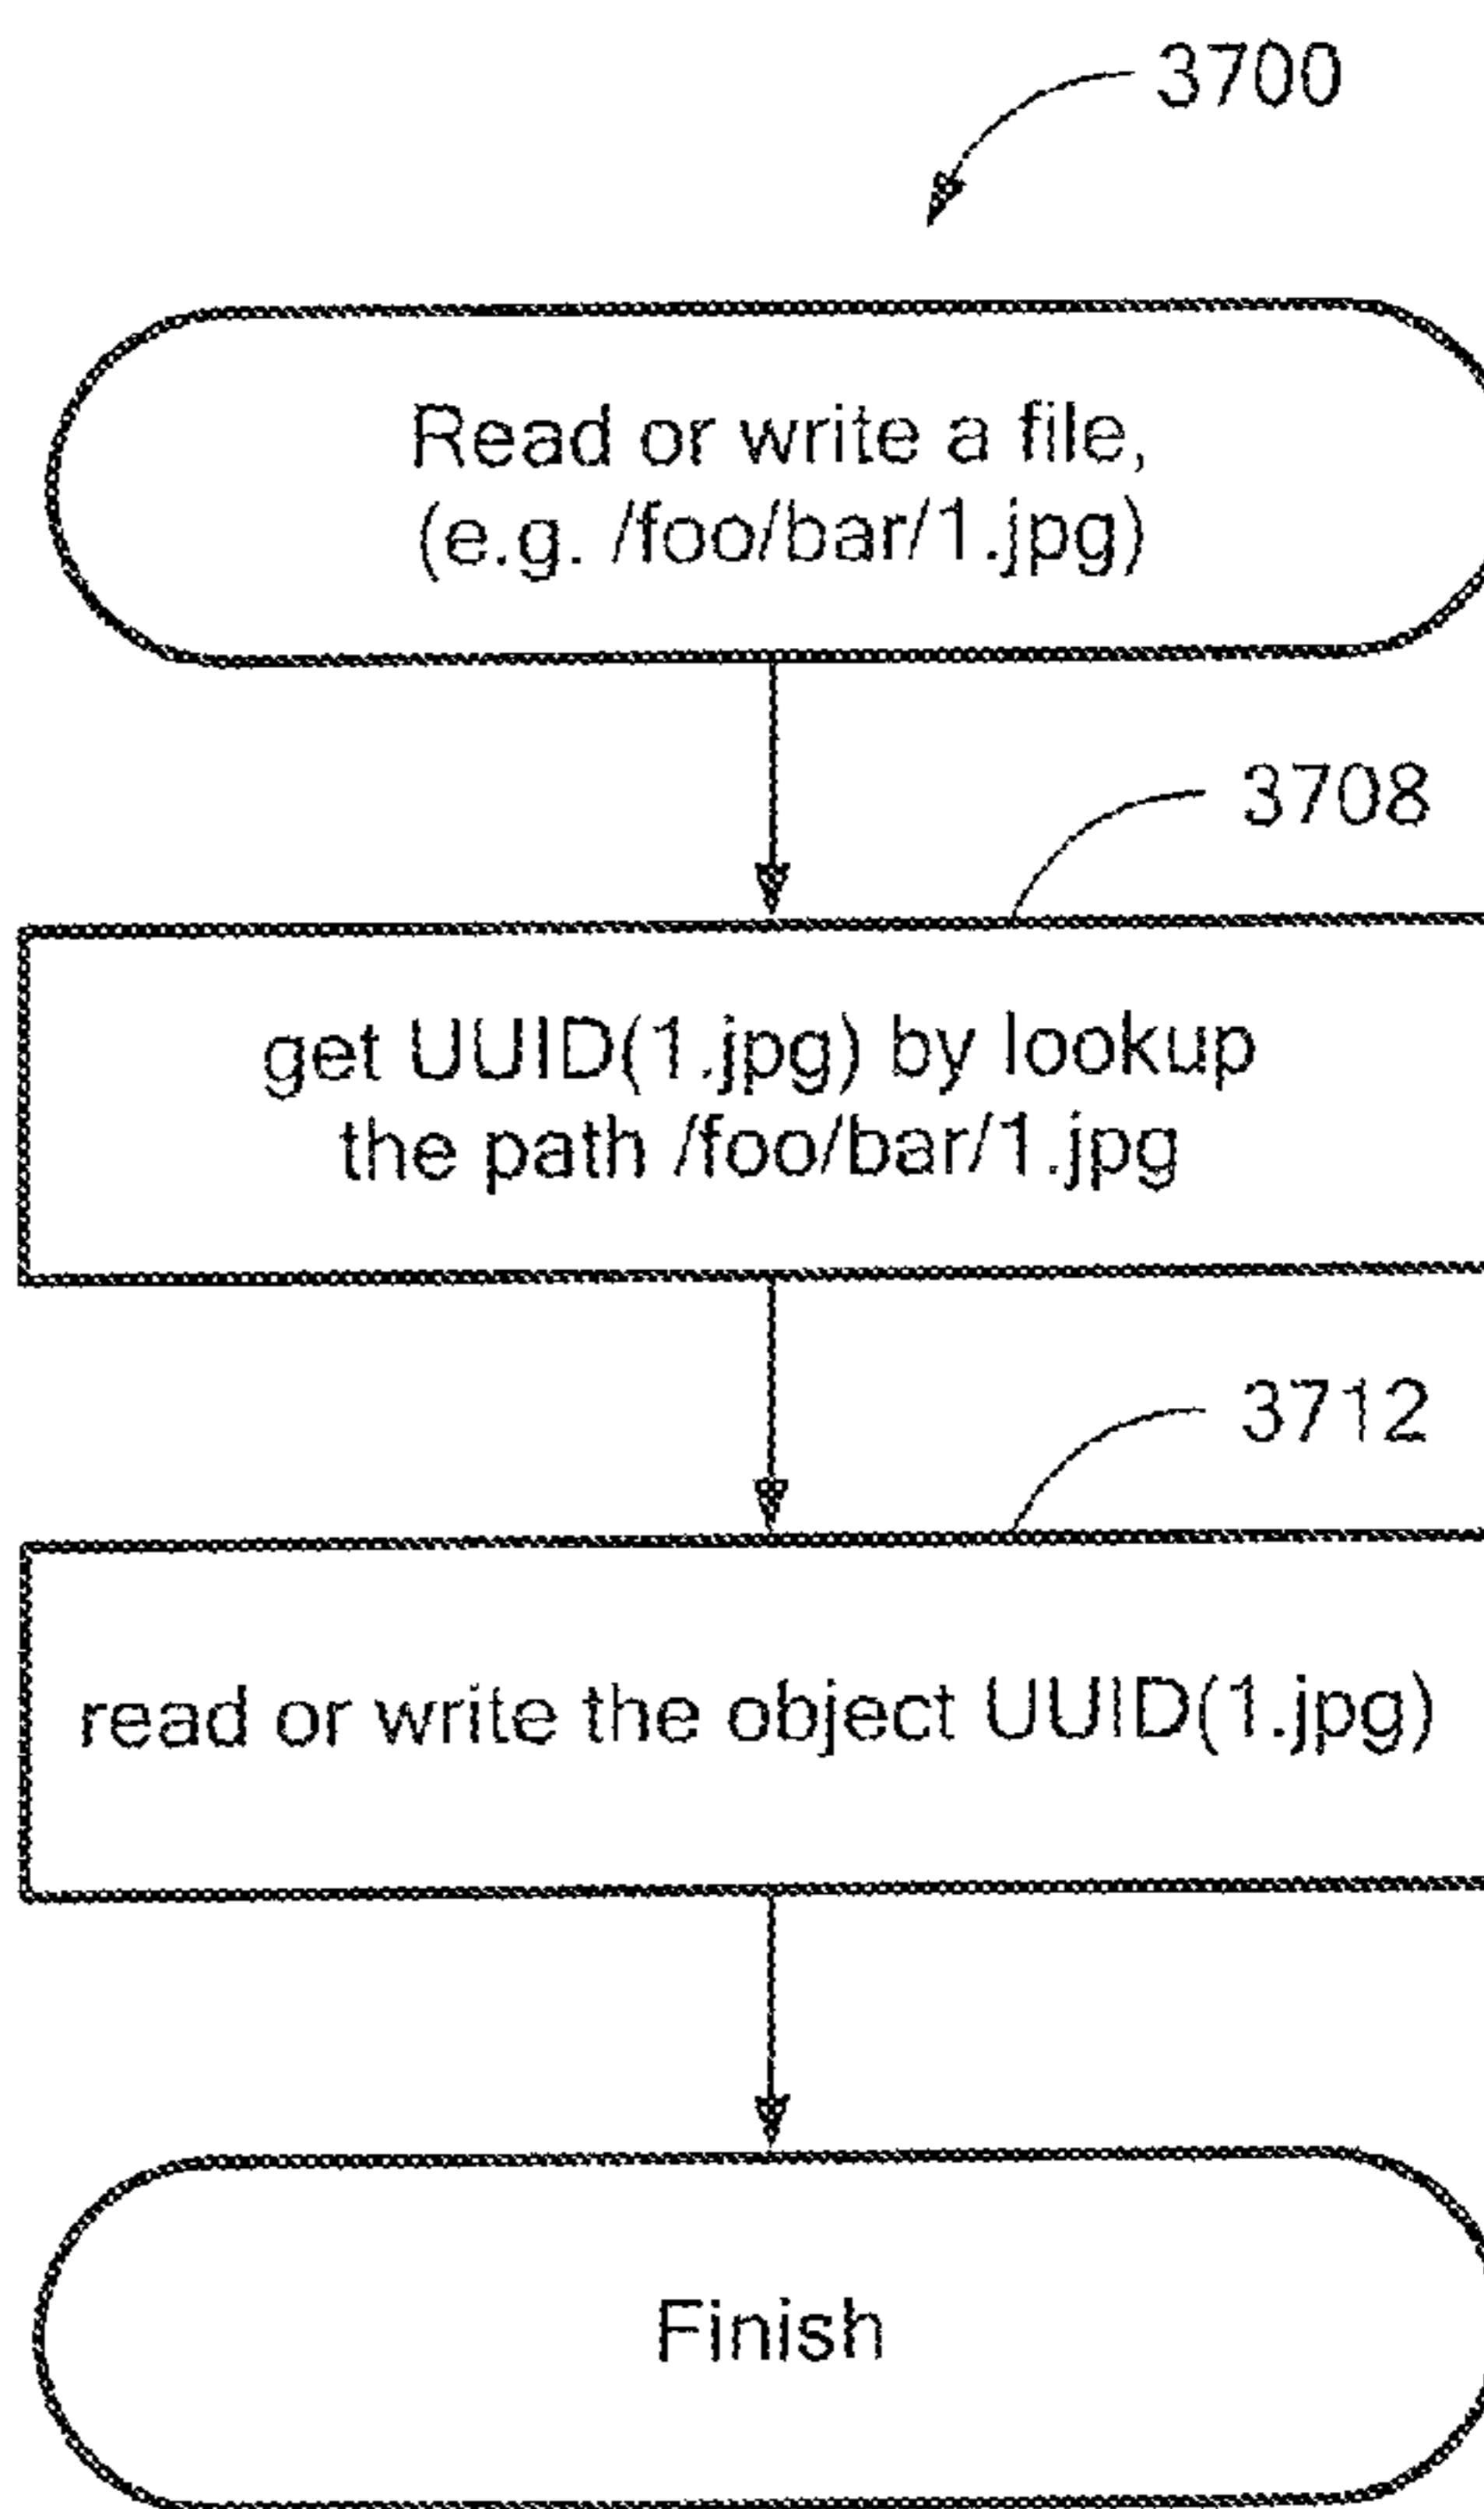 3700
Read or write a file,
(e.g. /foo/bar/1.jpg)
3708
get UUID(1.jpg) by lookup
the path /foo/bar/1.jpg
3712
read or write the object UUID(1.jpg)
Finish